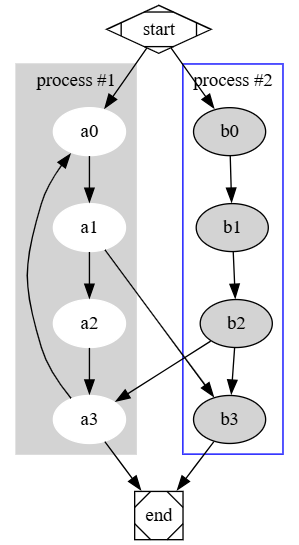 start
process #1
process #2
a0
b0
a1
b1
a2
b2
a3
b3
end